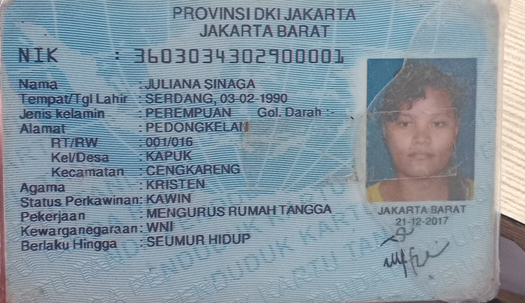 PROVINSI DKI JAKARTA
JAKARTA BARAT
NIK : 3603034302900001
Nama : JULIANA SINAGA
Tempat/Tgl Lahir : SERDANG, 03-02-1990
Jenis kelamin : PEREMPUAN Gol. Darah :-
Alamat : PEDONGKELAN
RT/RW : 001/016
Kel/Desa : KAPUK
Kecamatan : CENGKARENG
Agama : KRISTEN
Status Perkawinan: KAWIN
Pekerjaan : MENGURUS RUMAH TANGGA
Kewarganegaraan: WNI
Berlaku Hingga : SEUMUR HIDUP
JAKARTA BARAT
21-12-2017